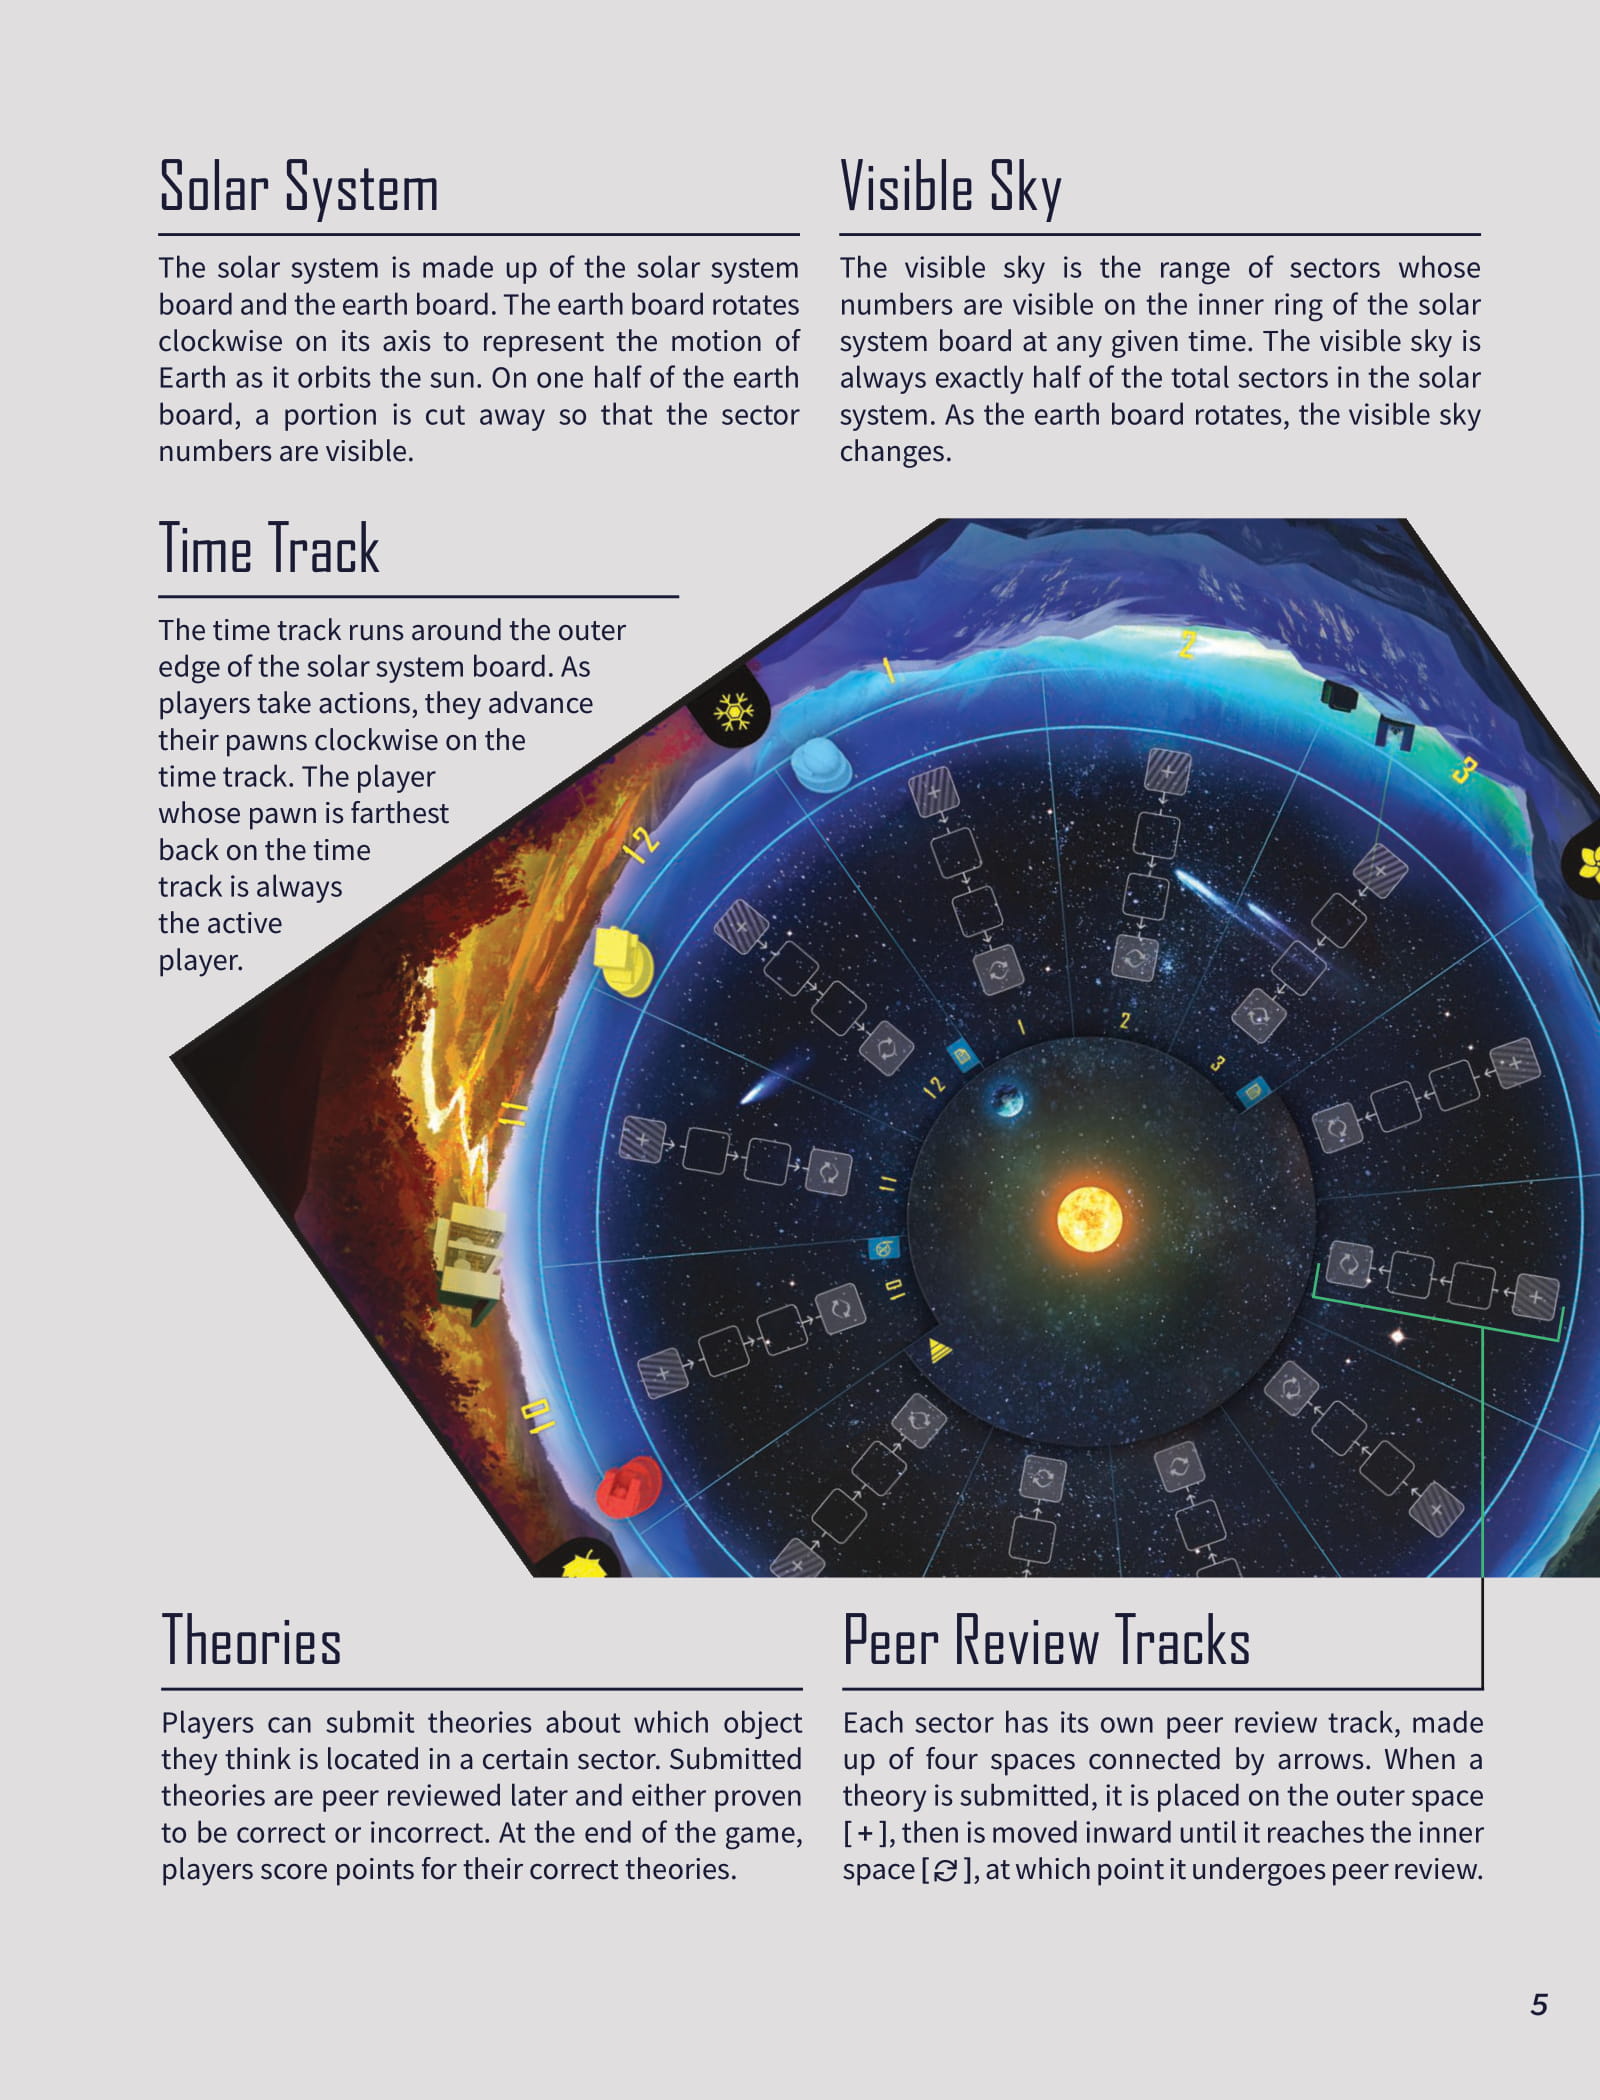 Solar System
The solar system is made up of the solar system
board and the earth board. The earth board rotates
clockwise on its axis to represent the motion of
Earth as it orbits the sun. On one half of the earth
board, a portion is cut away so that the sector
numbers are visible.
Visible Sky
The visible sky is the range of sectors whose
numbers are visible on the inner ring of the solar
system board at any given time. The visible sky is
always exactly half of the total sectors in the solar
system. As the earth board rotates, the visible sky
changes.
Time Track
The time track runs around the outer
edge of the solar system board. As
players take actions, they advance
their pawns clockwise on the
time track. The player
whose pawn is farthest
back on the time
track is always
the active
player.
1
2
3
12
11
10
1
2
3
12
11
10
Theories
Players can submit theories about which object
they think is located in a certain sector. Submitted
theories are peer reviewed later and either proven
to be correct or incorrect. At the end of the game,
players score points for their correct theories.
Peer Review Tracks
Each sector has its own peer review track, made
up of four spaces connected by arrows. When a
theory is submitted, it is placed on the outer space
[+], then is moved inward until it reaches the inner
space [🗘], at which point it undergoes peer review.
5